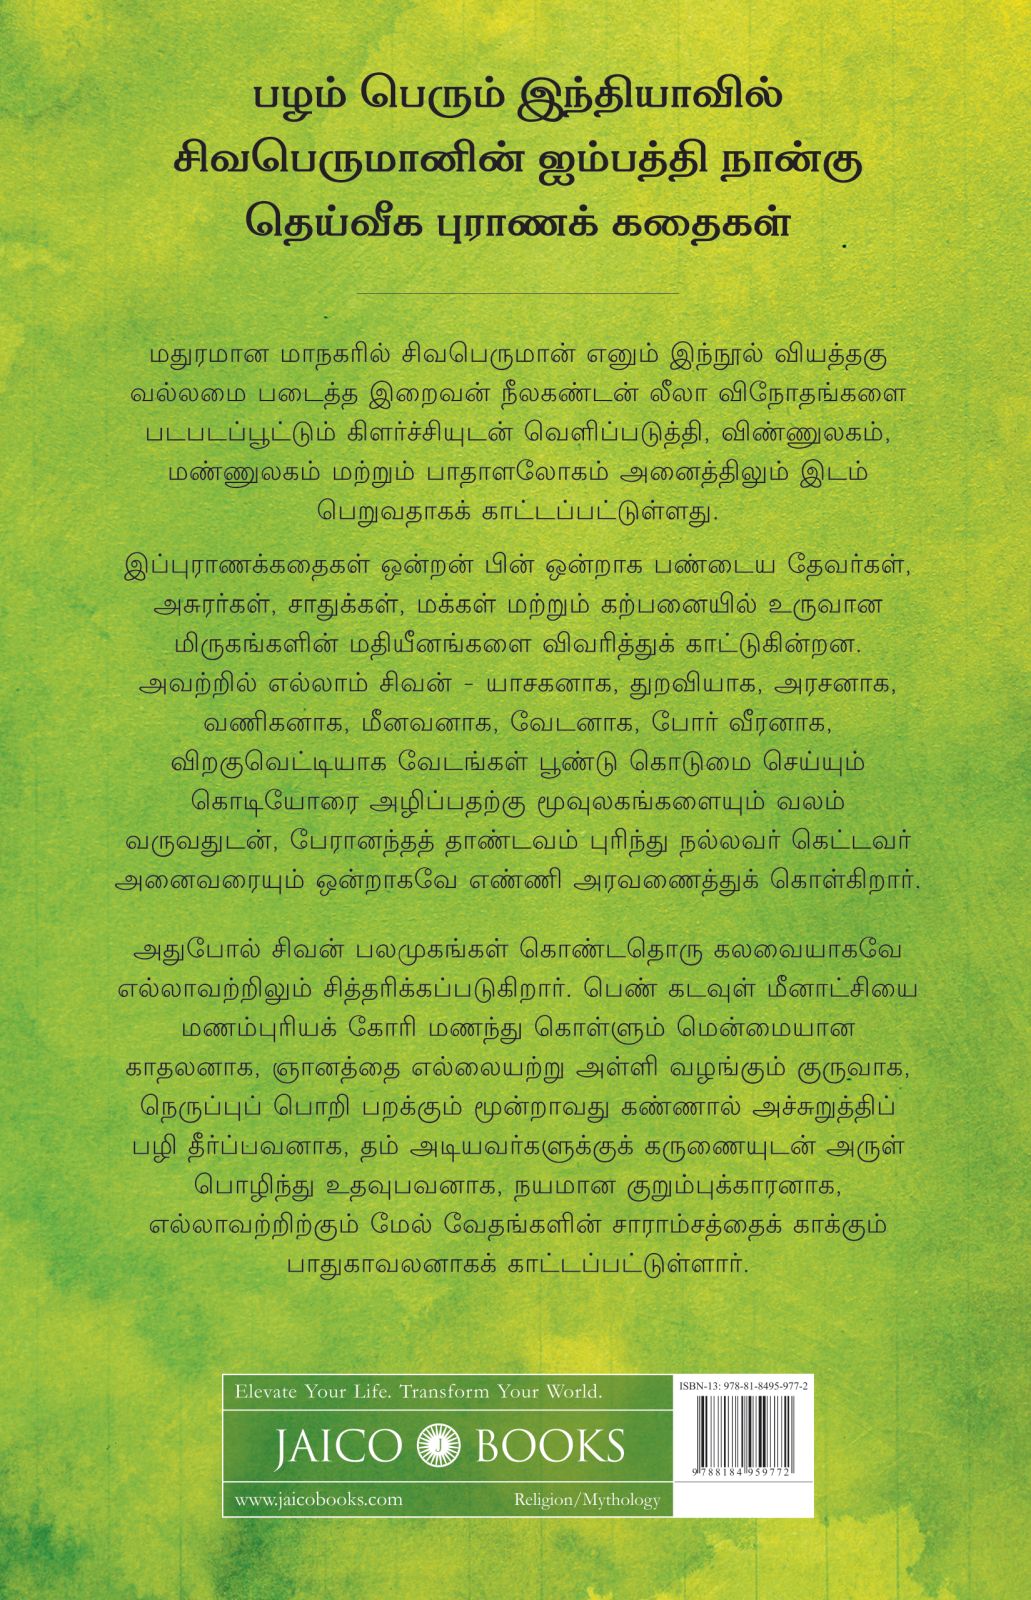 பழம் பெரும் இந்தியாவில்
சிவபெருமானின் ஐம்பத்தி நான்கு
தெய்வீக புராணக் கதைகள்
மதுரமான மாநகரில் சிவபெருமான் எனும் இந்நூல் வியத்தகு
வல்லமை படைத்த இறைவன் நீலகண்டன் லீலா விநோதங்களை
படபடப்பூட்டும் கிளர்ச்சியுடன் வெளிப்படுத்தி, விண்ணுலகம்,
மண்ணுலகம் மற்றும் பாதாளலோகம் அனைத்திலும் இடம்
பெறுவதாகக் காட்டப்பட்டுள்ளது.
இப்புராணக்கதைகள் ஒன்றன் பின் ஒன்றாக பண்டைய தேவர்கள்,
அசுரர்கள், சாதுக்கள், மக்கள் மற்றும் கற்பனையில் உருவான
மிருகங்களின் மதியீனங்களை விவரித்துக் காட்டுகின்றன.
அவற்றில் எல்லாம் சிவன் - யாசகனாக, துறவியாக, அரசனாக,
வணிகனாக, மீனவனாக, வேடனாக, போர் வீரனாக,
விறகுவெட்டியாக வேடங்கள் பூண்டு கொடுமை செய்யும்
கொடியோரை அழிப்பதற்கு மூவுலகங்களையும் வலம்
வருவதுடன், பேரானந்தத் தாண்டவம் புரிந்து நல்லவர் கெட்டவர்
அனைவரையும் ஒன்றாகவே எண்ணி அரவணைத்துக் கொள்கிறார்.
அதுபோல் சிவன் பலமுகங்கள் கொண்டதொரு கலவையாகவே
எல்லாவற்றிலும் சித்தரிக்கப்படுகிறார். பெண் கடவுள் மீனாட்சியை
மணம்புரியக் கோரி மணந்து கொள்ளும் மென்மையான
காதலனாக, ஞானத்தை எல்லையற்று அள்ளி வழங்கும் குருவாக,
நெருப்புப் பொறி பறக்கும் மூன்றாவது கண்ணால் அச்சுறுத்திப்
பழி தீர்ப்பவனாக, தம் அடியவர்களுக்குக் கருணையுடன் அருள்
பொழிந்து உதவுபவனாக, நயமான குறும்புக்காரனாக,
எல்லாவற்றிற்கும் மேல் வேதங்களின் சாராம்சத்தைக் காக்கும்
பாதுகாவலனாகக் காட்டப்பட்டுள்ளார்.
Elevate Your Life. Transform Your World.
JAICO J BOOKS
www.jaicobooks.com Religion/Mythology
ISBN-13: 978-81-8495-977-2
9 788184 959772